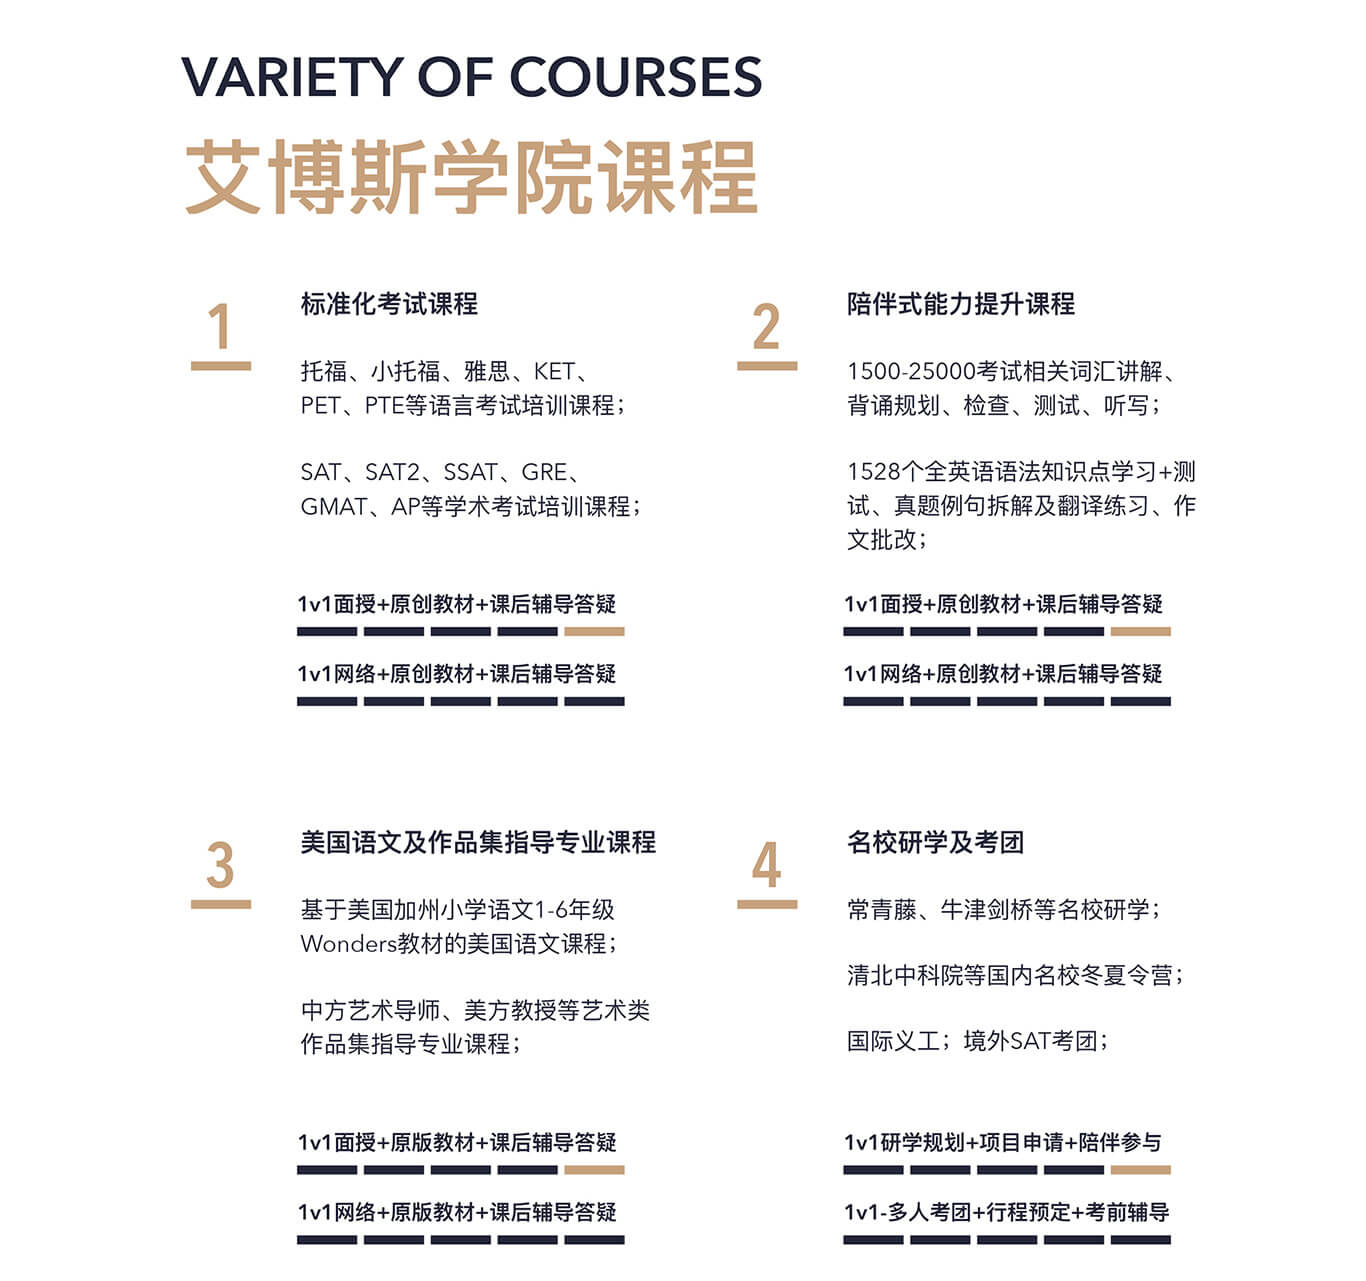 VARIETY OF COURSES
艾博斯学院课程
1
标准化考试课程
托福、小托福、雅思、KET、
PET、PTE等语言考试培训课程；
SAT、SAT2、SSAT、GRE、
GMAT、AP等学术考试培训课程；
1v1面授+原创教材+课后辅导答疑
1v1网络+原创教材+课后辅导答疑
2
陪伴式能力提升课程
1500-25000考试相关词汇讲解、
背诵规划、检查、测试、听写；
1528个全英语语法知识点学习+测
试、真题例句拆解及翻译练习、作
文批改；
1v1面授+原创教材+课后辅导答疑
1v1网络+原创教材+课后辅导答疑
3
美国语文及作品集指导专业课程
基于美国加州小学语文1-6年级
Wonders教材的美国语文课程；
中方艺术导师、美方教授等艺术类
作品集指导专业课程；
1v1面授+原版教材+课后辅导答疑
1v1网络+原版教材+课后辅导答疑
4
名校研学及考团
常青藤、牛津剑桥等名校研学；
清北中科院等国内名校冬夏令营；
国际义工；境外SAT考团；
1v1研学规划+项目申请+陪伴参与
1v1-多人考团+行程预定+考前辅导